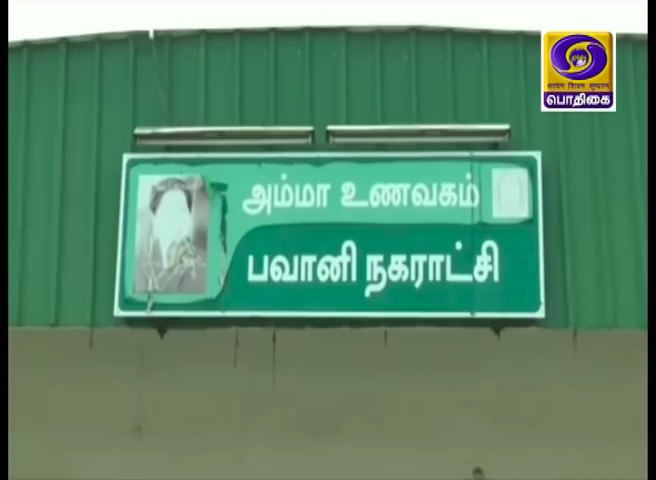 பொதிகை
அம்மா உணவகம்
பவானி நகராட்சி